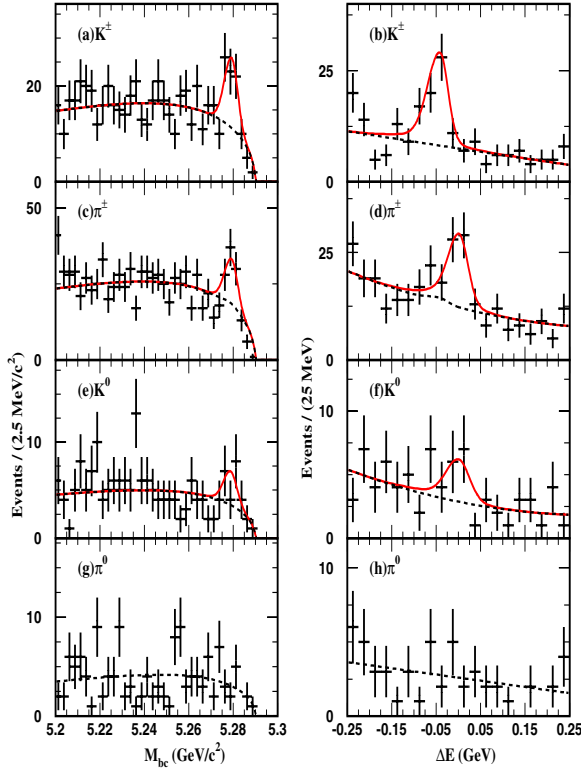 (a)K±
20
0
(b)K±
25
0
(c)π±
50
0
(d)π±
25
0
(e)K⁰
10
0
(f)K⁰
10
0
(g)π⁰
10
0
(h)π⁰
10
0
Events / (2.5 MeV/c²)
Events / (25 MeV)
5.2 5.22 5.24 5.26 5.28 5.3
-0.25 -0.15 -0.05 0.05 0.15 0.25
M_bc (GeV/c²)
ΔE (GeV)